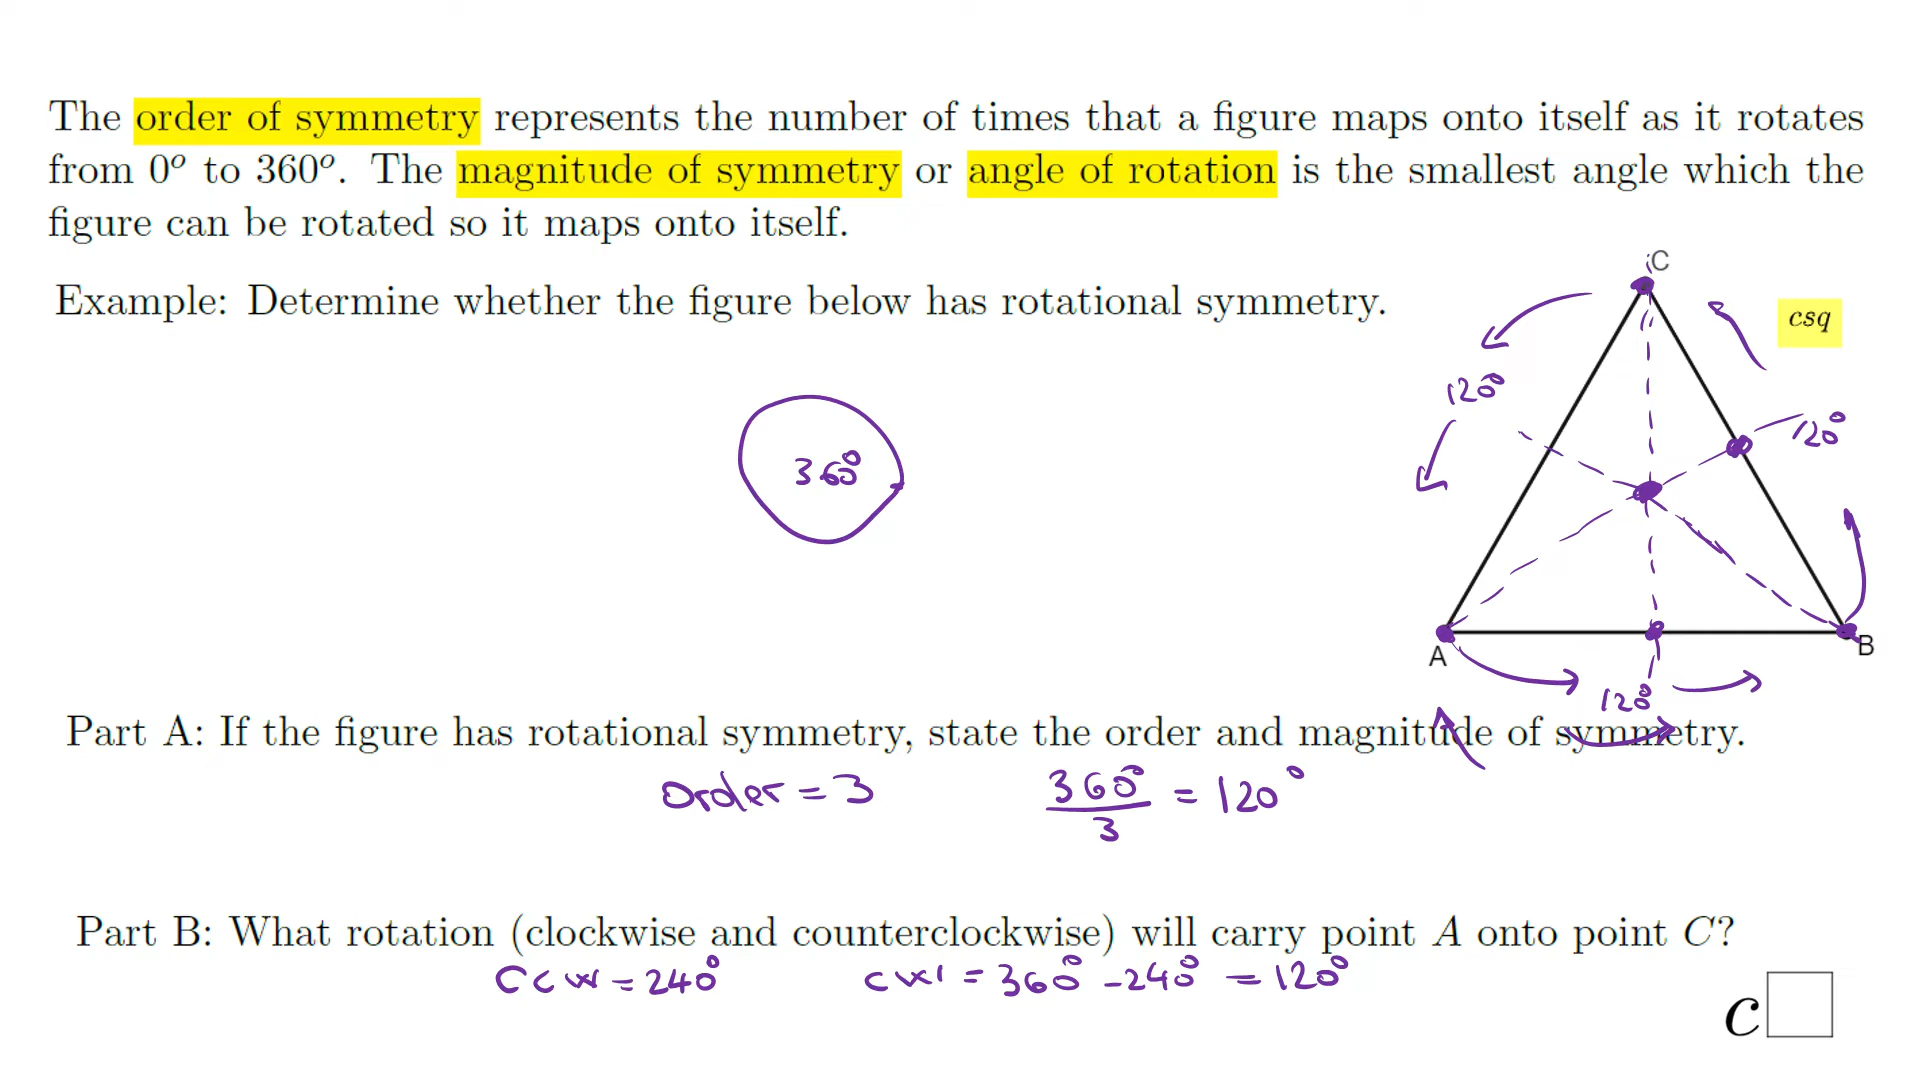 The order of symmetry represents the number of times that a figure maps onto itself as it rotates
from 0° to 360°. The magnitude of symmetry or angle of rotation is the smallest angle which the
figure can be rotated so it maps onto itself.
Example: Determine whether the figure below has rotational symmetry.
C
csq
120°
120°
360°
A
B
120°
Part A: If the figure has rotational symmetry, state the order and magnitude of symmetry.
Order = 3
360°/3 = 120°
Part B: What rotation (clockwise and counterclockwise) will carry point A onto point C?
CCW = 240°
CW = 360° - 240° = 120°
c